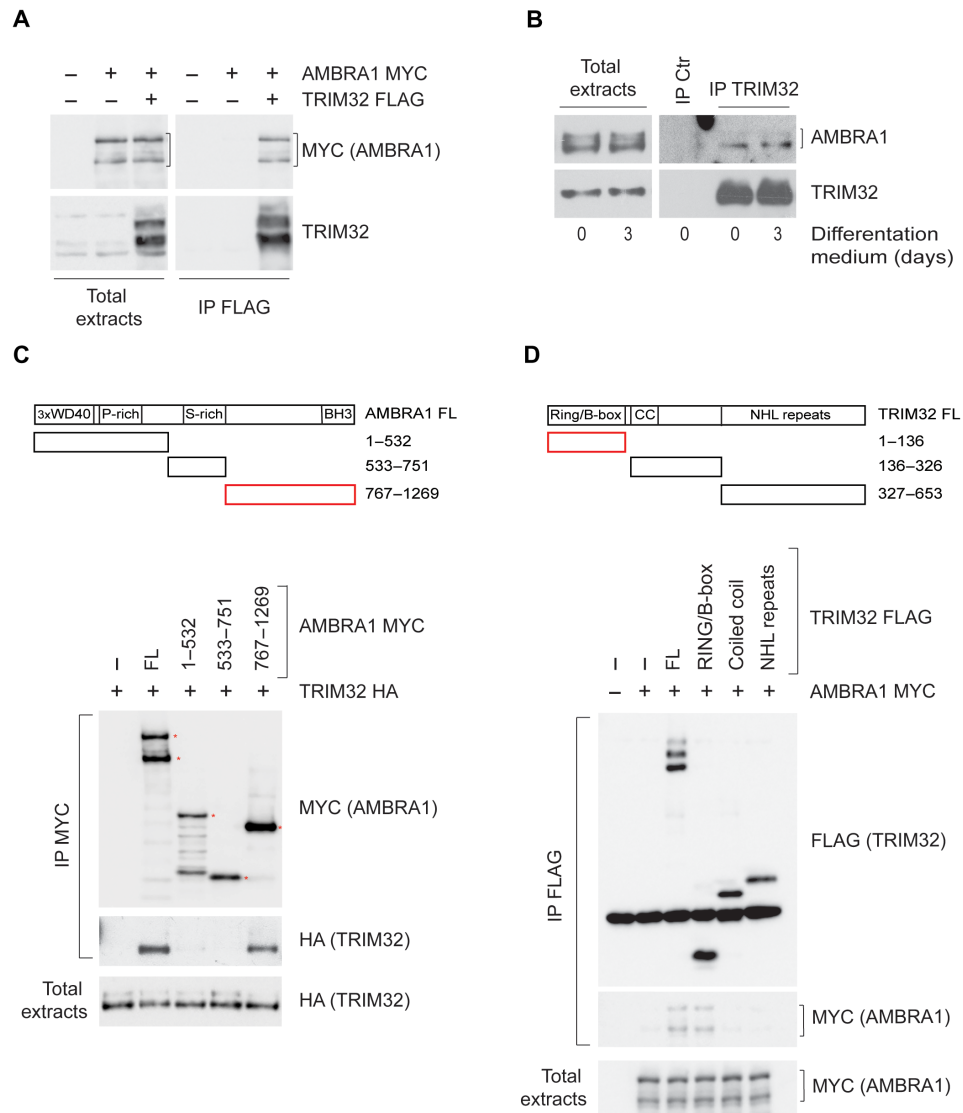 A
– + + – – + AMBRA1 MYC
– – + – – + TRIM32 FLAG
MYC (AMBRA1)
TRIM32
Total
extracts
IP FLAG
B
Total
extracts
IP Ctr
IP TRIM32
AMBRA1
TRIM32
0 3 0 0 3 Differentation
medium (days)
C
3xWD40 P-rich S-rich BH3 AMBRA1 FL
1–532
533–751
767–1269
– FL 1–532 533–751 767–1269 AMBRA1 MYC
+ + + + + TRIM32 HA
IP MYC
* * * * *
MYC (AMBRA1)
HA (TRIM32)
Total
extracts
HA (TRIM32)
D
Ring/B-box CC NHL repeats TRIM32 FL
1–136
136–326
327–653
– – FL RING/B-box Coiled coil NHL repeats TRIM32 FLAG
– + + + + + AMBRA1 MYC
IP FLAG
FLAG (TRIM32)
MYC (AMBRA1)
Total
extracts
MYC (AMBRA1)